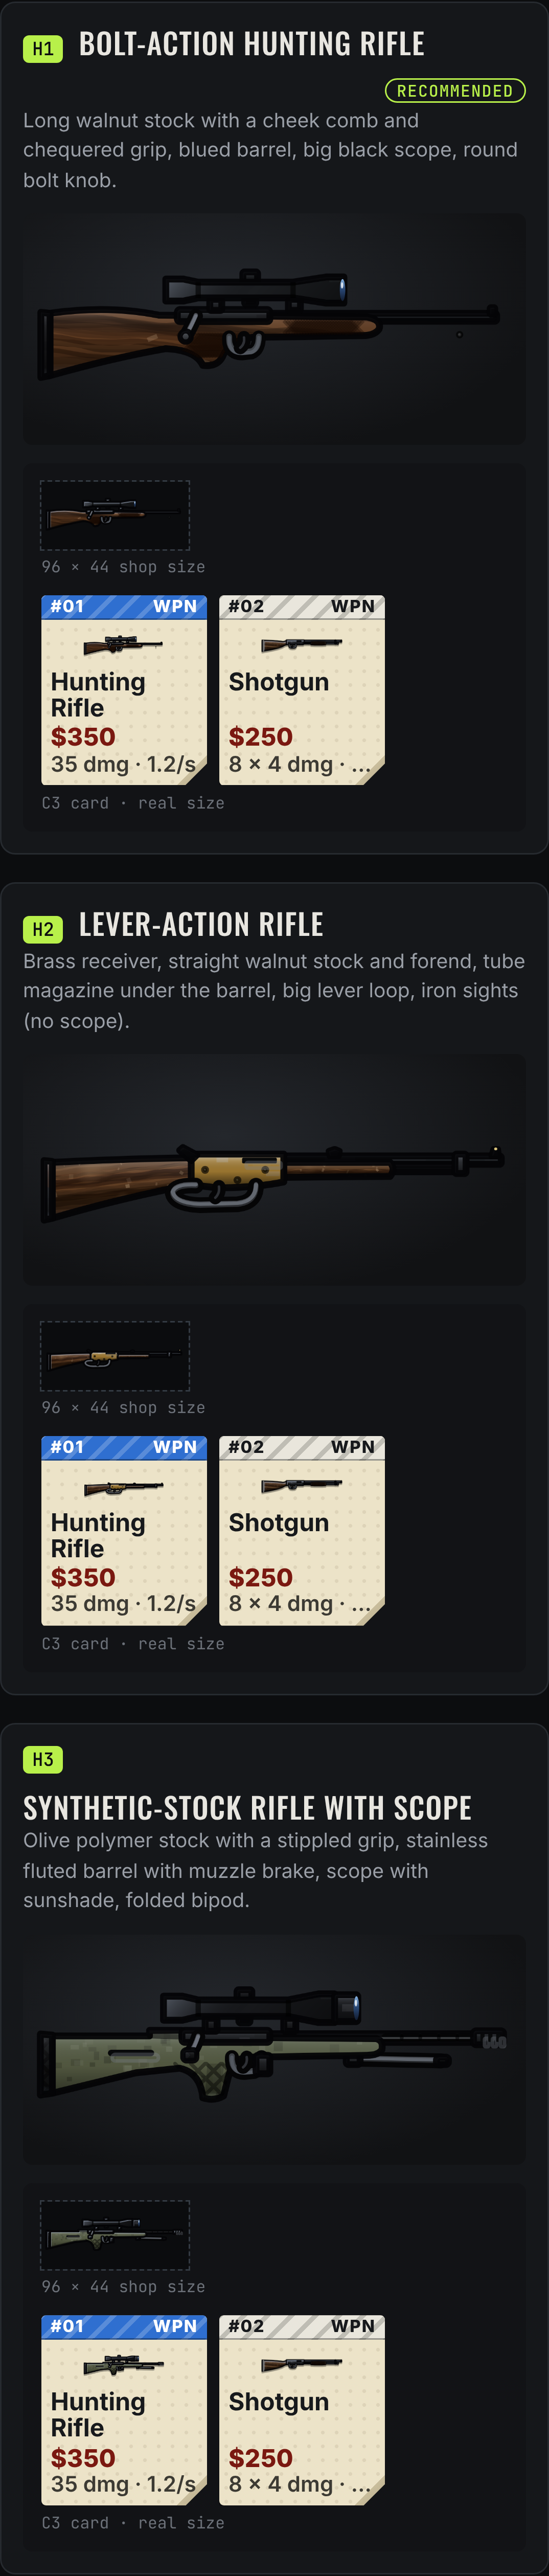 H1 BOLT-ACTION HUNTING RIFLE
RECOMMENDED
Long walnut stock with a cheek comb and
chequered grip, blued barrel, big black scope, round
bolt knob.
96 × 44 shop size
#01 WPN #02 WPN
Hunting Shotgun
Rifle
$350 $250
35 dmg · 1.2/s 8 × 4 dmg · ...
C3 card · real size
H2 LEVER-ACTION RIFLE
Brass receiver, straight walnut stock and forend, tube
magazine under the barrel, big lever loop, iron sights
(no scope).
96 × 44 shop size
#01 WPN #02 WPN
Hunting Shotgun
Rifle
$350 $250
35 dmg · 1.2/s 8 × 4 dmg · ...
C3 card · real size
H3
SYNTHETIC-STOCK RIFLE WITH SCOPE
Olive polymer stock with a stippled grip, stainless
fluted barrel with muzzle brake, scope with
sunshade, folded bipod.
96 × 44 shop size
#01 WPN #02 WPN
Hunting Shotgun
Rifle
$350 $250
35 dmg · 1.2/s 8 × 4 dmg · ...
C3 card · real size